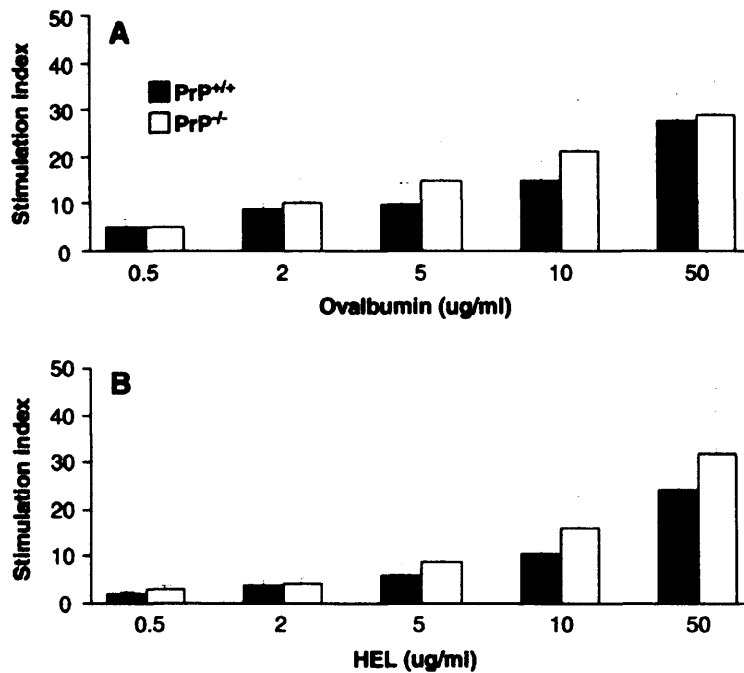 A
50
40
30
20
10
0
Stimulation index
PrP+/+
PrP-/-
0.5 2 5 10 50
Ovalbumin (ug/ml)
B
50
40
30
20
10
0
Stimulation index
0.5 2 5 10 50
HEL (ug/ml)